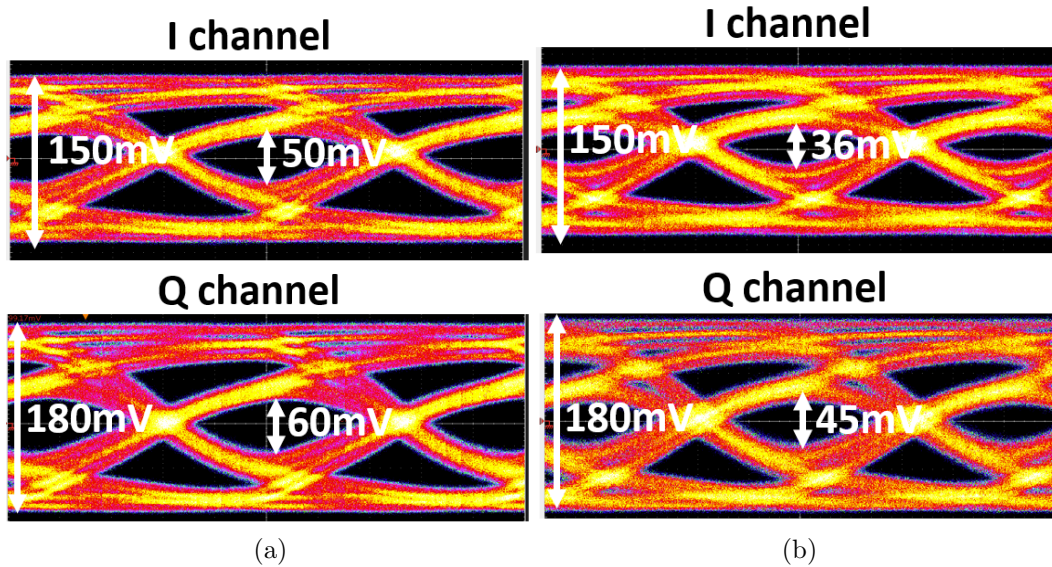 I channel
150mV
50mV
I channel
150mV
36mV
Q channel
180mV
60mV
Q channel
180mV
45mV
(a)
(b)